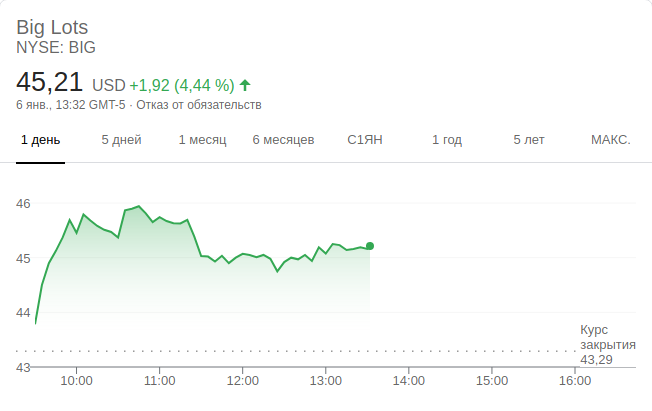 Big Lots
NYSE: BIG
45,21 USD +1,92 (4,44 %)
6 янв., 13:32 GMT-5 · Отказ от обязательств
1 день 5 дней 1 месяц 6 месяцев С1ЯН 1 год 5 лет МАКС.
46
45
44
Курс
закрытия
43,29
43
10:00 11:00 12:00 13:00 14:00 15:00 16:00